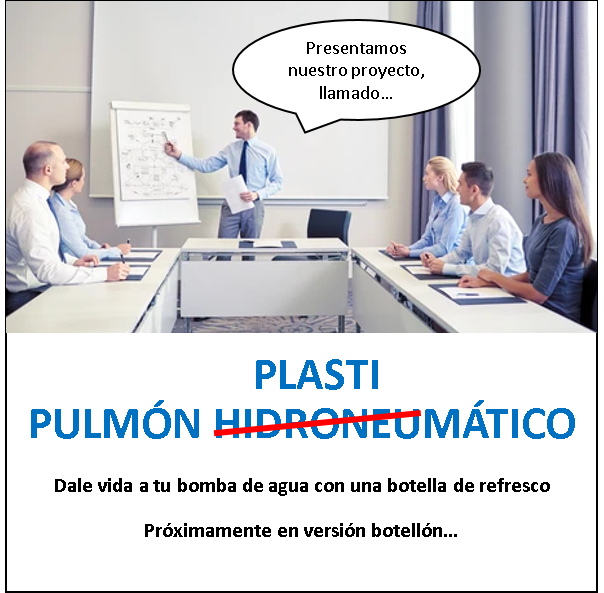 Presentamos
nuestro proyecto,
llamado...
PLASTI
PULMÓN HIDRONEUMÁTICO
Dale vida a tu bomba de agua con una botella de refresco
Próximamente en versión botellón...